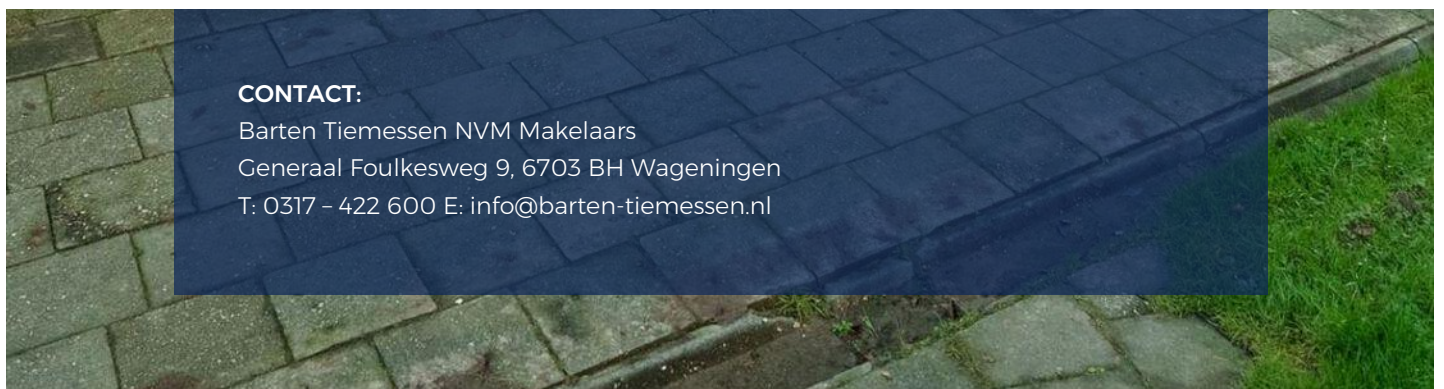 CONTACT:
Barten Tiemessen NVM Makelaars
Generaal Foulkesweg 9, 6703 BH Wageningen
T: 0317 – 422 600 E: info@barten-tiemessen.nl